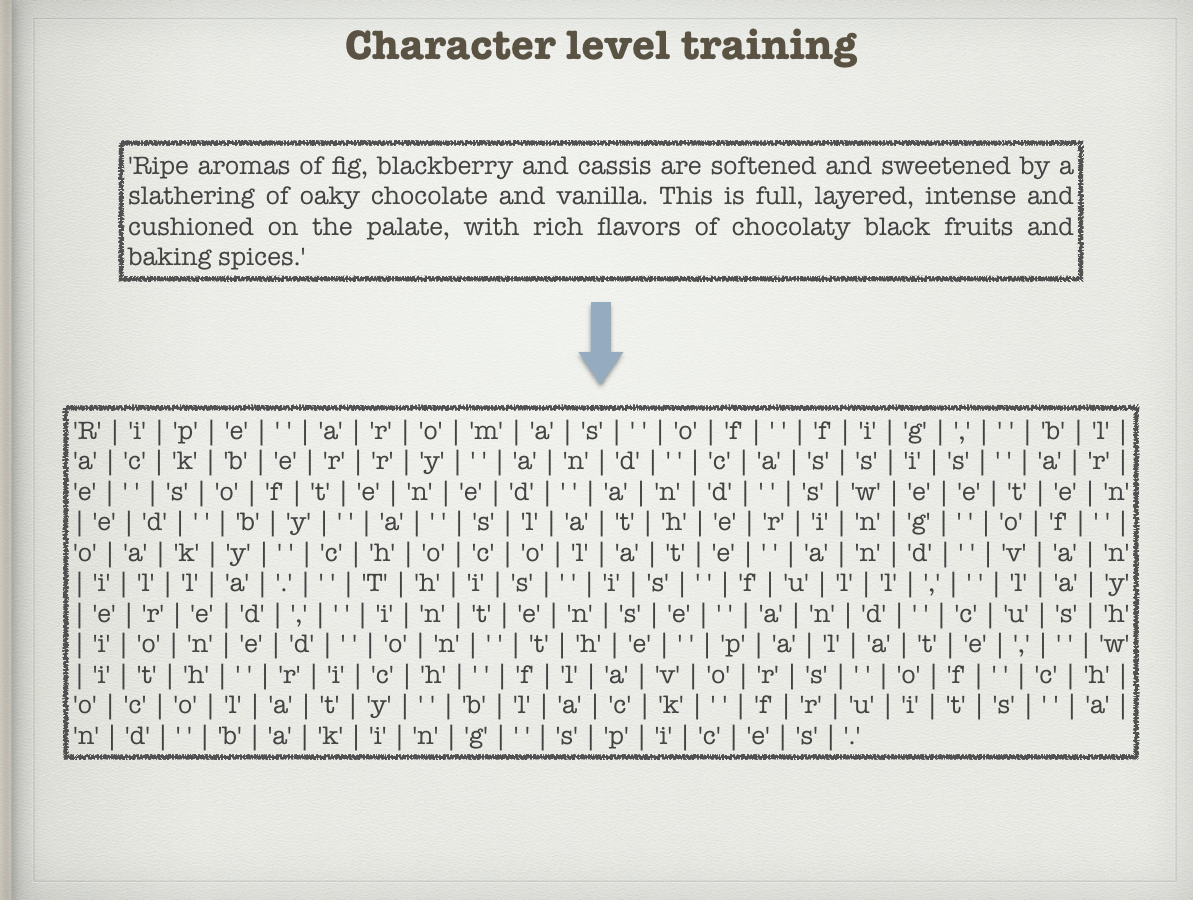 Character level training
'Ripe aromas of fig, blackberry and cassis are softened and sweetened by a
slathering of oaky chocolate and vanilla. This is full, layered, intense and
cushioned on the palate, with rich flavors of chocolaty black fruits and
baking spices.'
'R' | 'i' | 'p' | 'e' | ' ' | 'a' | 'r' | 'o' | 'm' | 'a' | 's' | ' ' | 'o' | 'f' | ' ' | 'f' | 'i' | 'g' | ',' | ' ' | 'b' | 'l' |
'a' | 'c' | 'k' | 'b' | 'e' | 'r' | 'r' | 'y' | ' ' | 'a' | 'n' | 'd' | ' ' | 'c' | 'a' | 's' | 's' | 'i' | 's' | ' ' | 'a' | 'r' |
'e' | ' ' | 's' | 'o' | 'f' | 't' | 'e' | 'n' | 'e' | 'd' | ' ' | 'a' | 'n' | 'd' | ' ' | 's' | 'w' | 'e' | 'e' | 't' | 'e' | 'n'
| 'e' | 'd' | ' ' | 'b' | 'y' | ' ' | 'a' | ' ' | 's' | 'l' | 'a' | 't' | 'h' | 'e' | 'r' | 'i' | 'n' | 'g' | ' ' | 'o' | 'f' | ' ' |
'o' | 'a' | 'k' | 'y' | ' ' | 'c' | 'h' | 'o' | 'c' | 'o' | 'l' | 'a' | 't' | 'e' | ' ' | 'a' | 'n' | 'd' | ' ' | 'v' | 'a' | 'n'
| 'i' | 'l' | 'l' | 'a' | '.' | ' ' | 'T' | 'h' | 'i' | 's' | ' ' | 'i' | 's' | ' ' | 'f' | 'u' | 'l' | 'l' | ',' | ' ' | 'l' | 'a' | 'y'
| 'e' | 'r' | 'e' | 'd' | ',' | ' ' | 'i' | 'n' | 't' | 'e' | 'n' | 's' | 'e' | ' ' | 'a' | 'n' | 'd' | ' ' | 'c' | 'u' | 's' | 'h'
| 'i' | 'o' | 'n' | 'e' | 'd' | ' ' | 'o' | 'n' | ' ' | 't' | 'h' | 'e' | ' ' | 'p' | 'a' | 'l' | 'a' | 't' | 'e' | ',' | ' ' | 'w'
| 'i' | 't' | 'h' | ' ' | 'r' | 'i' | 'c' | 'h' | ' ' | 'f' | 'l' | 'a' | 'v' | 'o' | 'r' | 's' | ' ' | 'o' | 'f' | ' ' | 'c' | 'h' |
'o' | 'c' | 'o' | 'l' | 'a' | 't' | 'y' | ' ' | 'b' | 'l' | 'a' | 'c' | 'k' | ' ' | 'f' | 'r' | 'u' | 'i' | 't' | 's' | ' ' | 'a' |
'n' | 'd' | ' ' | 'b' | 'a' | 'k' | 'i' | 'n' | 'g' | ' ' | 's' | 'p' | 'i' | 'c' | 'e' | 's' | '.'